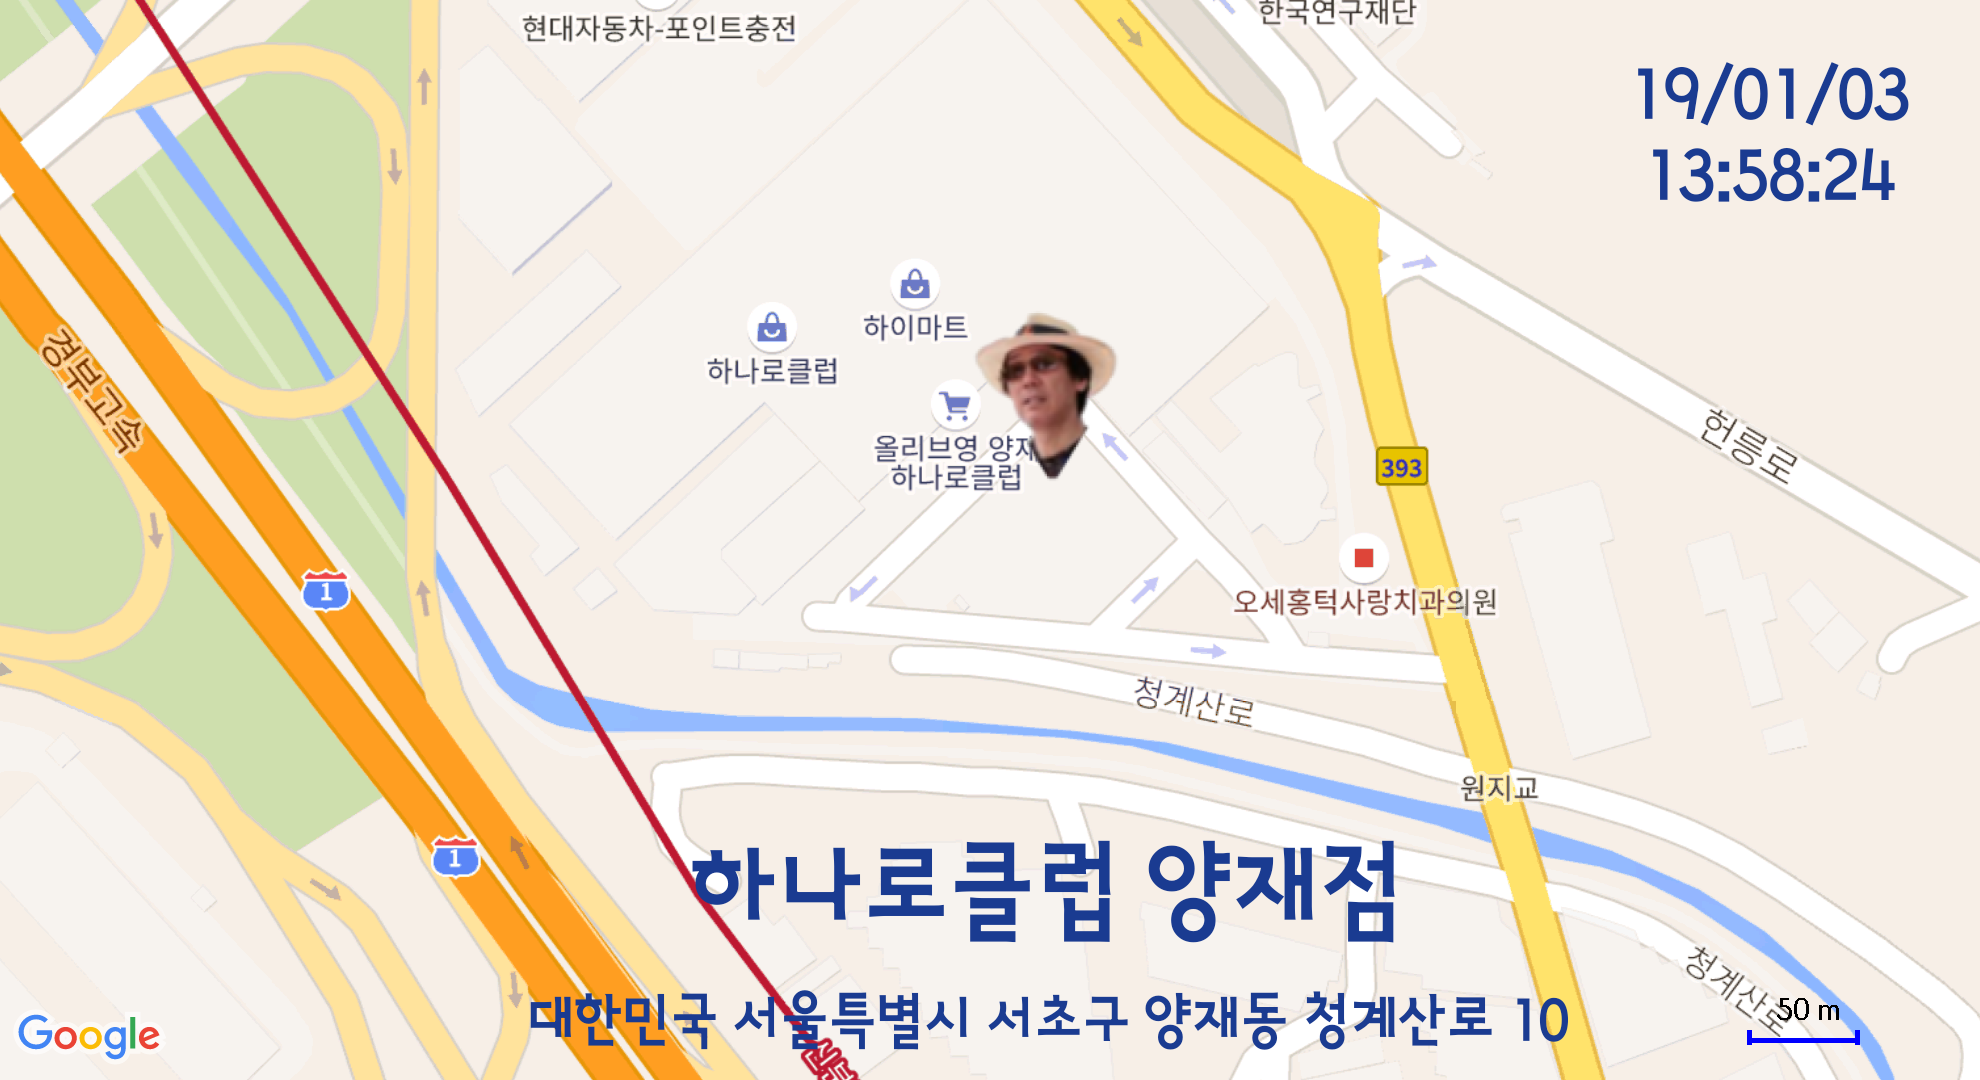 현대자동차-포인트충전
한국연구재단
19/01/03
13:58:24
하이마트
하나로클럽
경부고속
올리브영 양재
하나로클럽
헌릉로
393
1
오세홍턱사랑치과의원
청계산로
원지교
1
하나로클럽 양재점
청계산로
대한민국 서울특별시 서초구 양재동 청계산로 10
50 m
Google